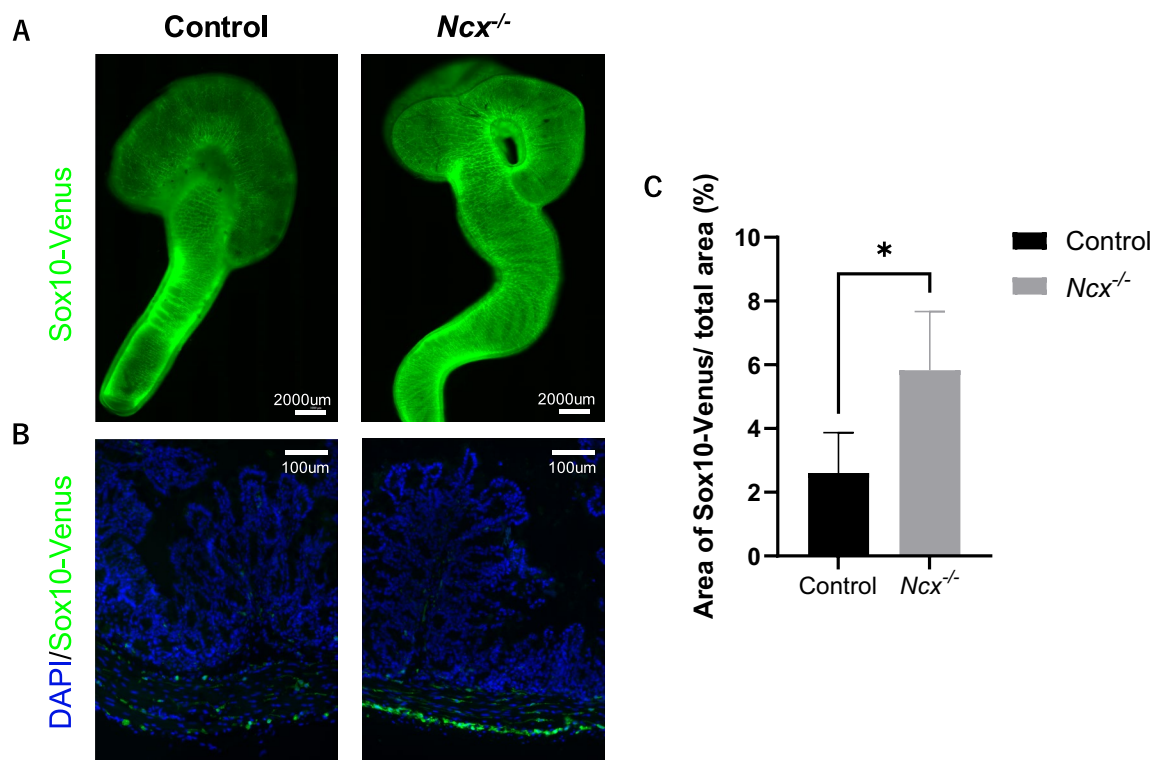 A
Control
Ncx-/-
Sox10-Venus
2000um
2000um
B
DAPI/Sox10-Venus
100um
100um
C
Area of Sox10-Venus/ total area (%)
10
8
6
4
2
0
*
Control
Ncx-/-
Control
Ncx-/-